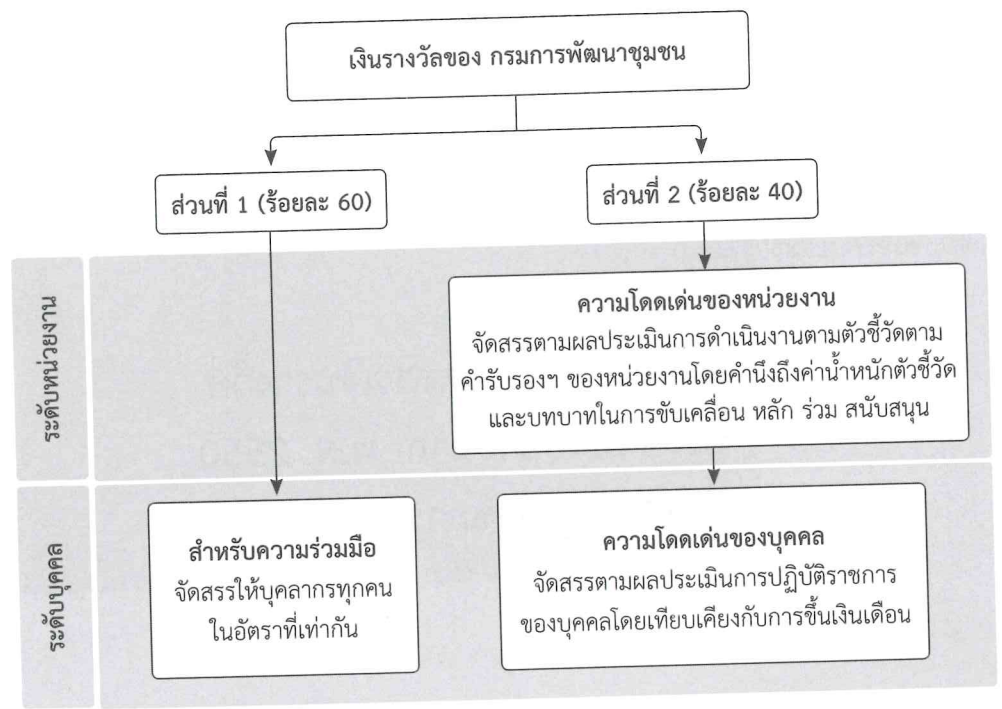 เงินรางวัลของ กรมการพัฒนาชุมชน
ส่วนที่ 1 (ร้อยละ 60)
ส่วนที่ 2 (ร้อยละ 40)
ระดับหน่วยงาน
ความโดดเด่นของหน่วยงาน
จัดสรรตามผลประเมินการดำเนินงานตามตัวชี้วัดตาม
คำรับรองฯ ของหน่วยงานโดยคำนึงถึงค่าน้ำหนักตัวชี้วัด
และบทบาทในการขับเคลื่อน หลัก ร่วม สนับสนุน
ระดับบุคคล
สำหรับความร่วมมือ
จัดสรรให้บุคลากรทุกคน
ในอัตราที่เท่ากัน
ความโดดเด่นของบุคคล
จัดสรรตามผลประเมินการปฏิบัติราชการ
ของบุคคลโดยเทียบเคียงกับการขึ้นเงินเดือน